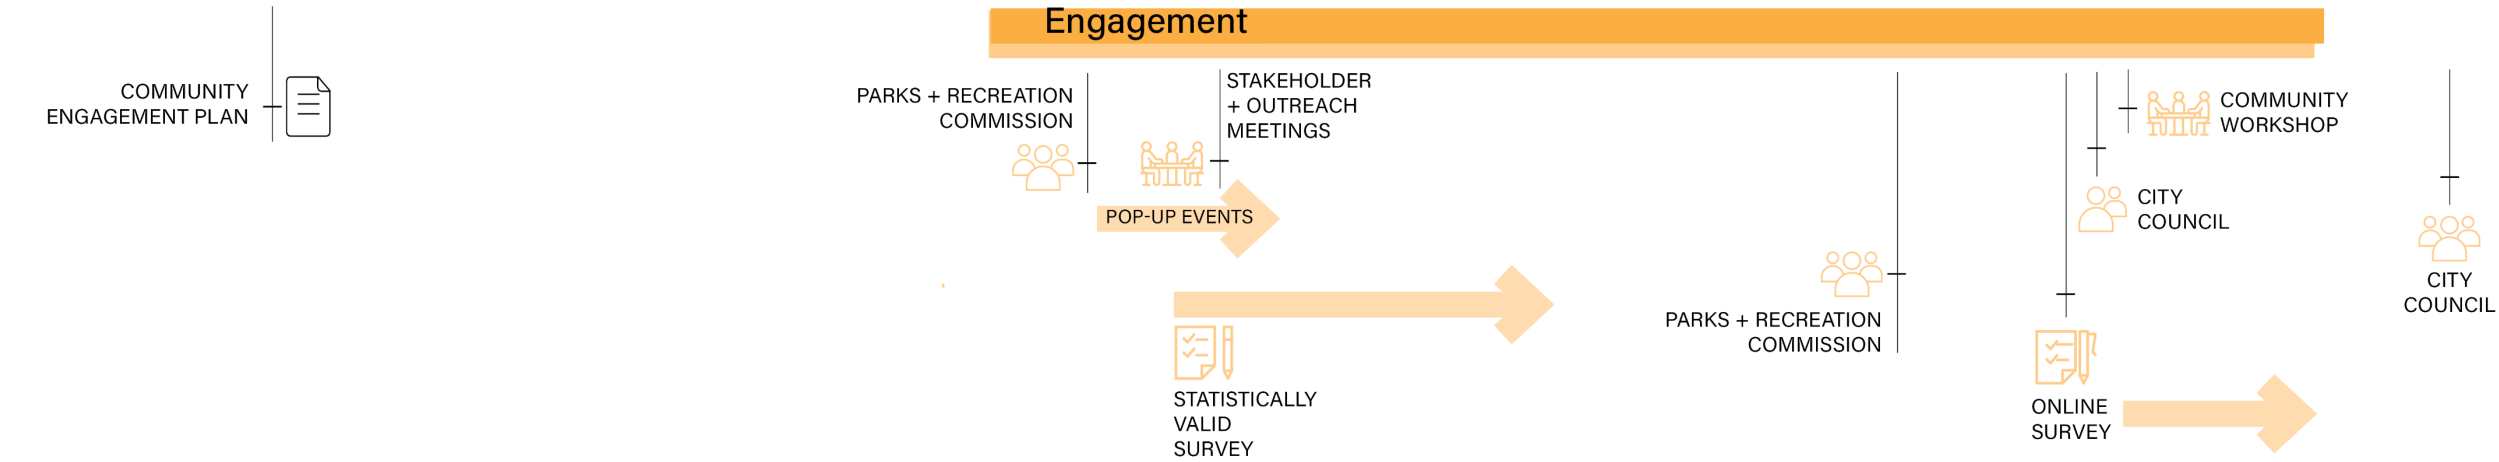 Engagement
COMMUNITY
ENGAGEMENT PLAN
PARKS + RECREATION
COMMISSION
STAKEHOLDER
+ OUTREACH
MEETINGS
POP-UP EVENTS
STATISTICALLY
VALID
SURVEY
PARKS + RECREATION
COMMISSION
COMMUNITY
WORKSHOP
CITY
COUNCIL
ONLINE
SURVEY
CITY
COUNCIL